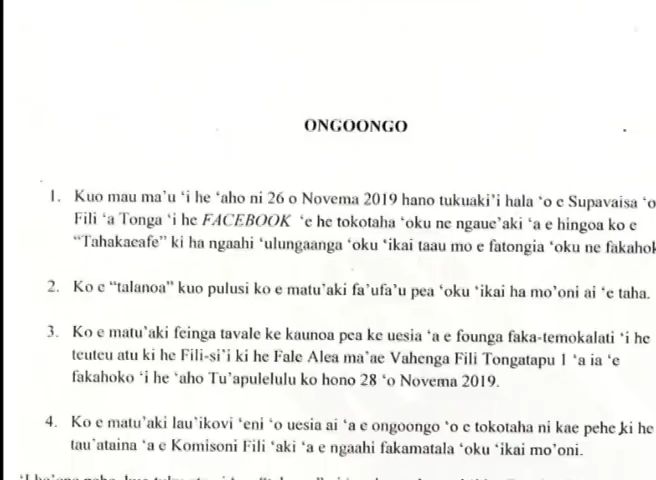 ONGOONGO
1. Kuo mau ma’u ‘i he ‘aho ni 26 o Novema 2019 hano tukuaki’i hala ‘o e Supavaisa ‘o
Fili ‘a Tonga ‘i he FACEBOOK ‘e he tokotaha ‘oku ne ngaue’aki ‘a e hingoa ko e
“Tahakaeafe” ki ha ngaahi ‘ulungaanga ‘oku ‘ikai taau mo e fatongia ‘oku ne
2. Ko e “talanoa” kuo pulusi ko e matu’aki fa’ufa’u pea ‘oku ‘ikai ha mo’oni ai ‘e taha.
3. Ko e matu’aki feinga tavale ke kaunoa pea ke uesia ‘a e founga faka-temokalati ‘i he
teuteu atu ki he Fili-si’i ki he Fale Alea ma’ae Vahenga Fili Tongatapu 1 ‘a ia ‘e
fakahoko ‘i he ‘aho Tu’apulelulu ko hono 28 ‘o Novema 2019.
4. Ko e matu’aki lau’ikovi ‘eni ‘o uesia ai ‘a e ongoongo ‘o e tokotaha ni kae pehe ki he
tau’ataina ‘a e Komisoni Fili ‘aki ‘a e ngaahi fakamatala ‘oku ‘ikai mo’oni.